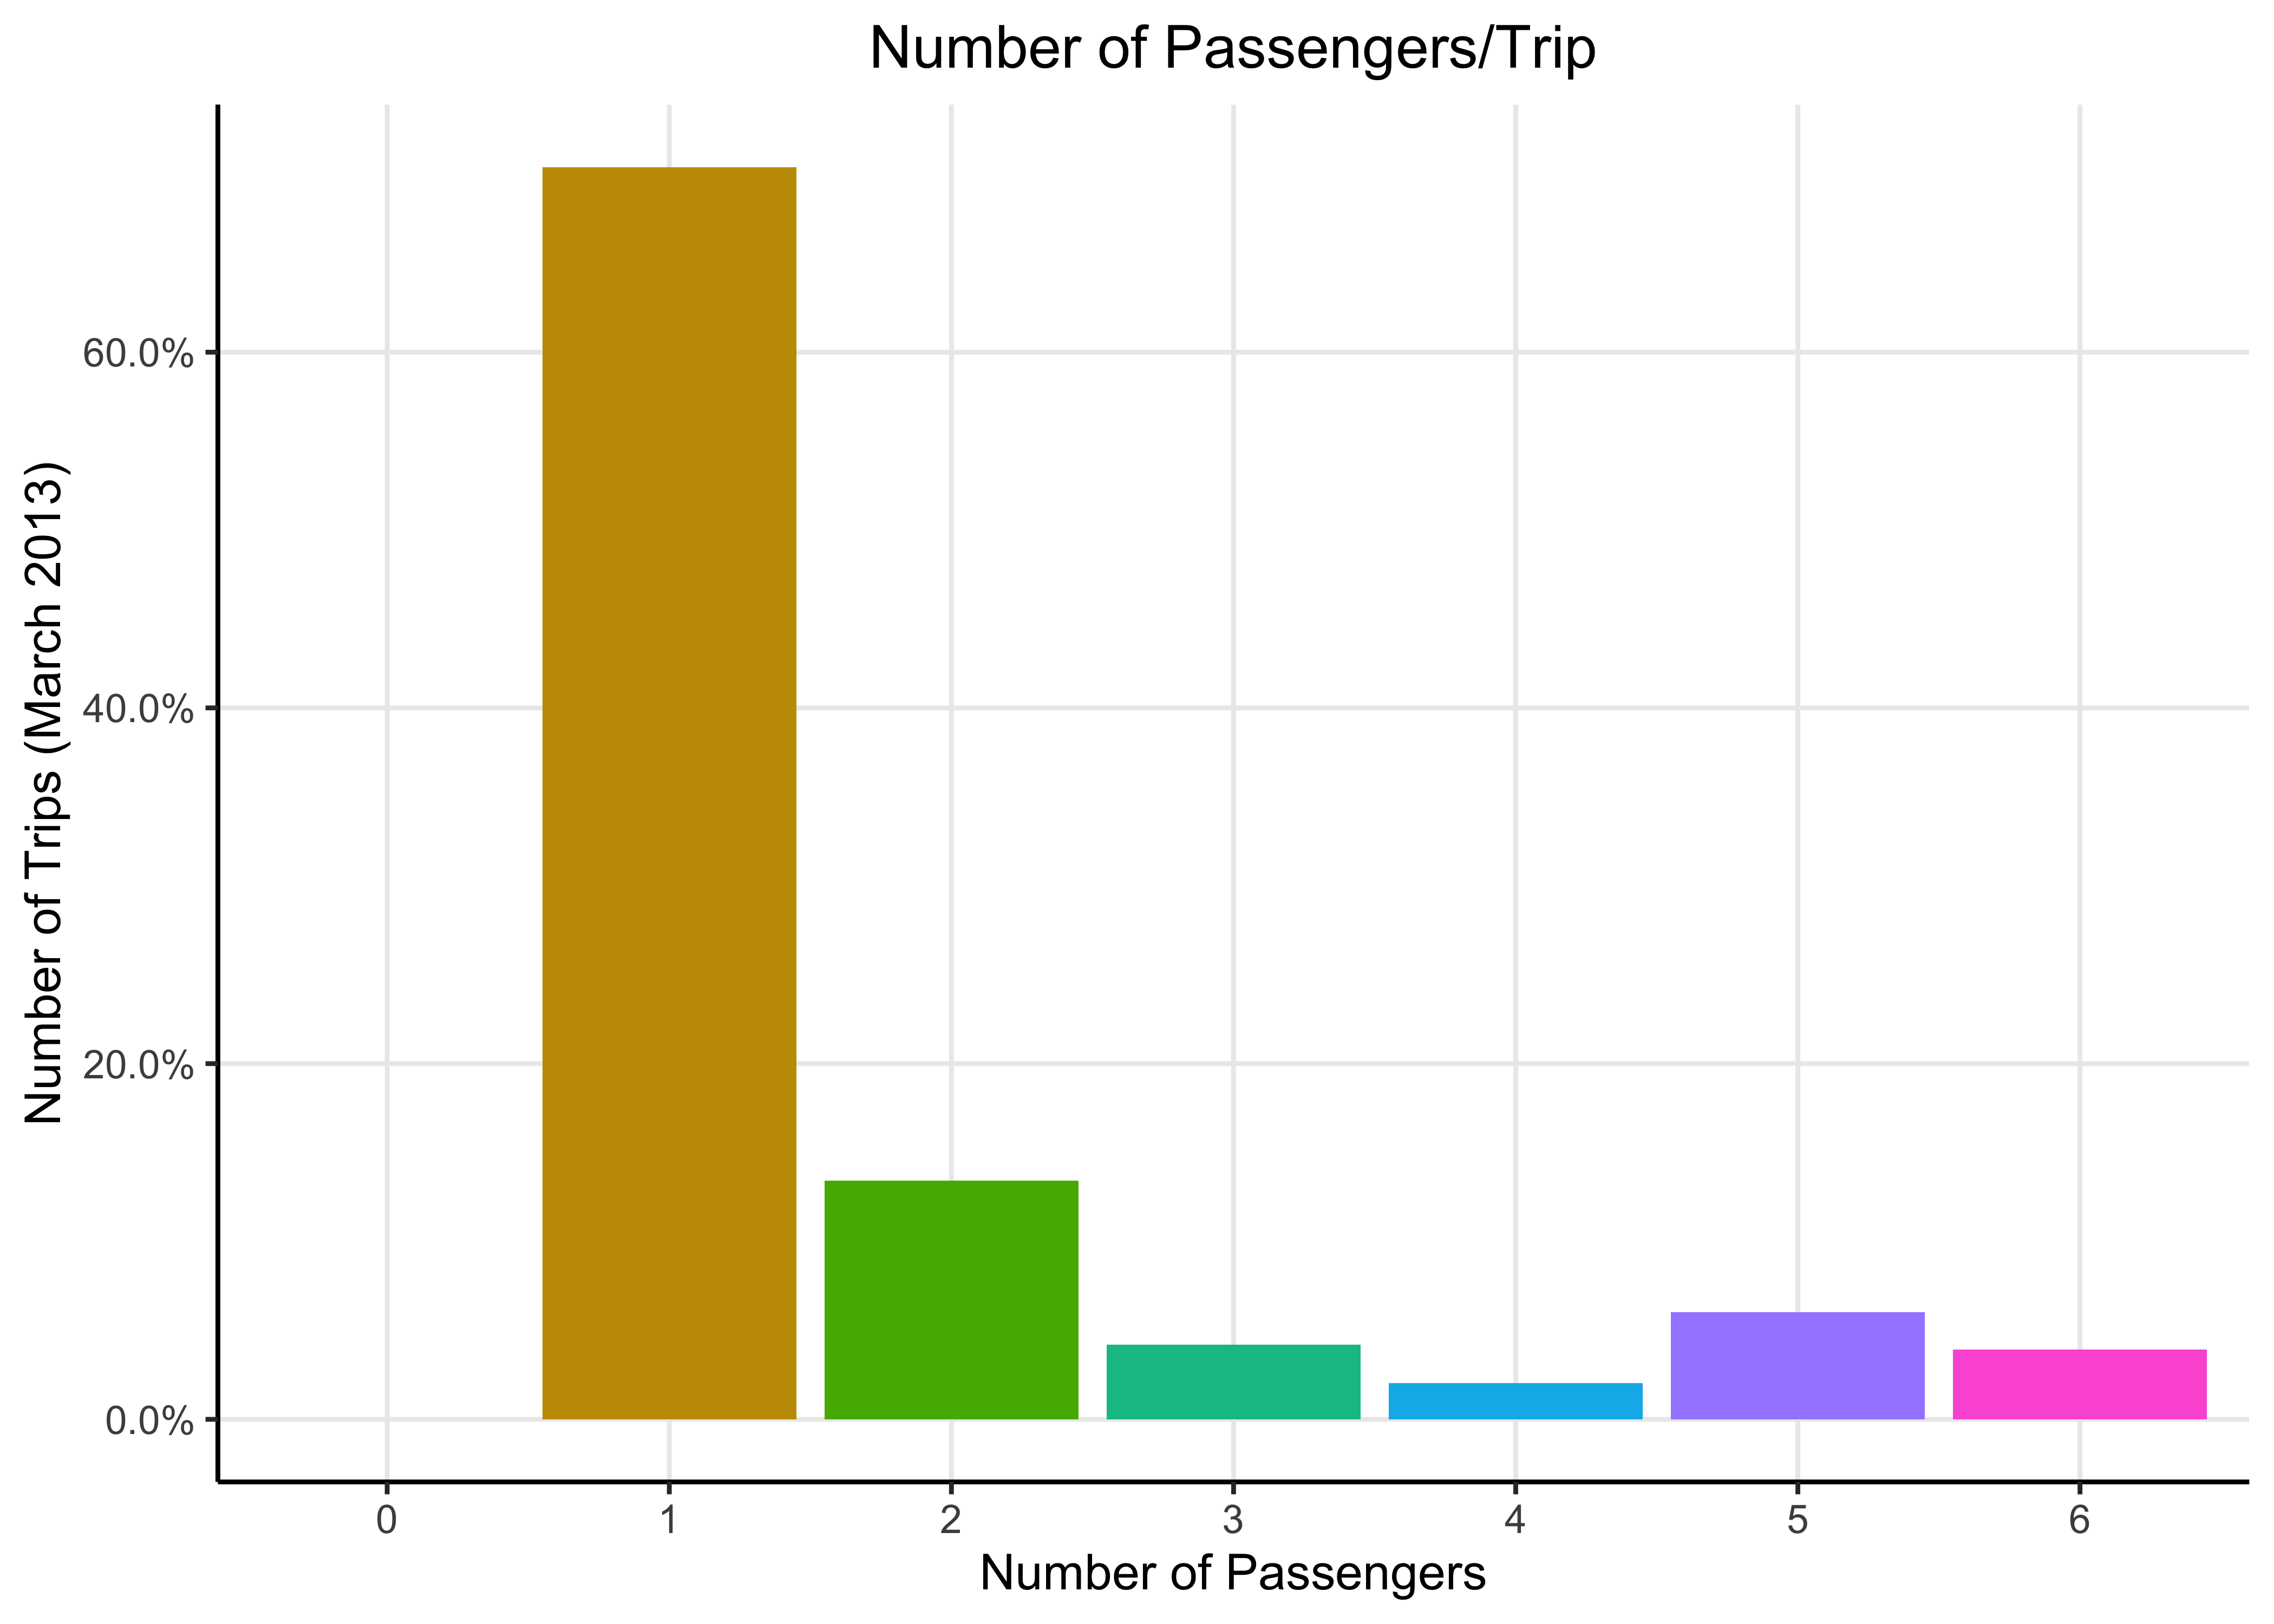 Number of Passengers/Trip
Number of Trips (March 2013)
60.0%
40.0%
20.0%
0.0%
0 1 2 3 4 5 6
Number of Passengers